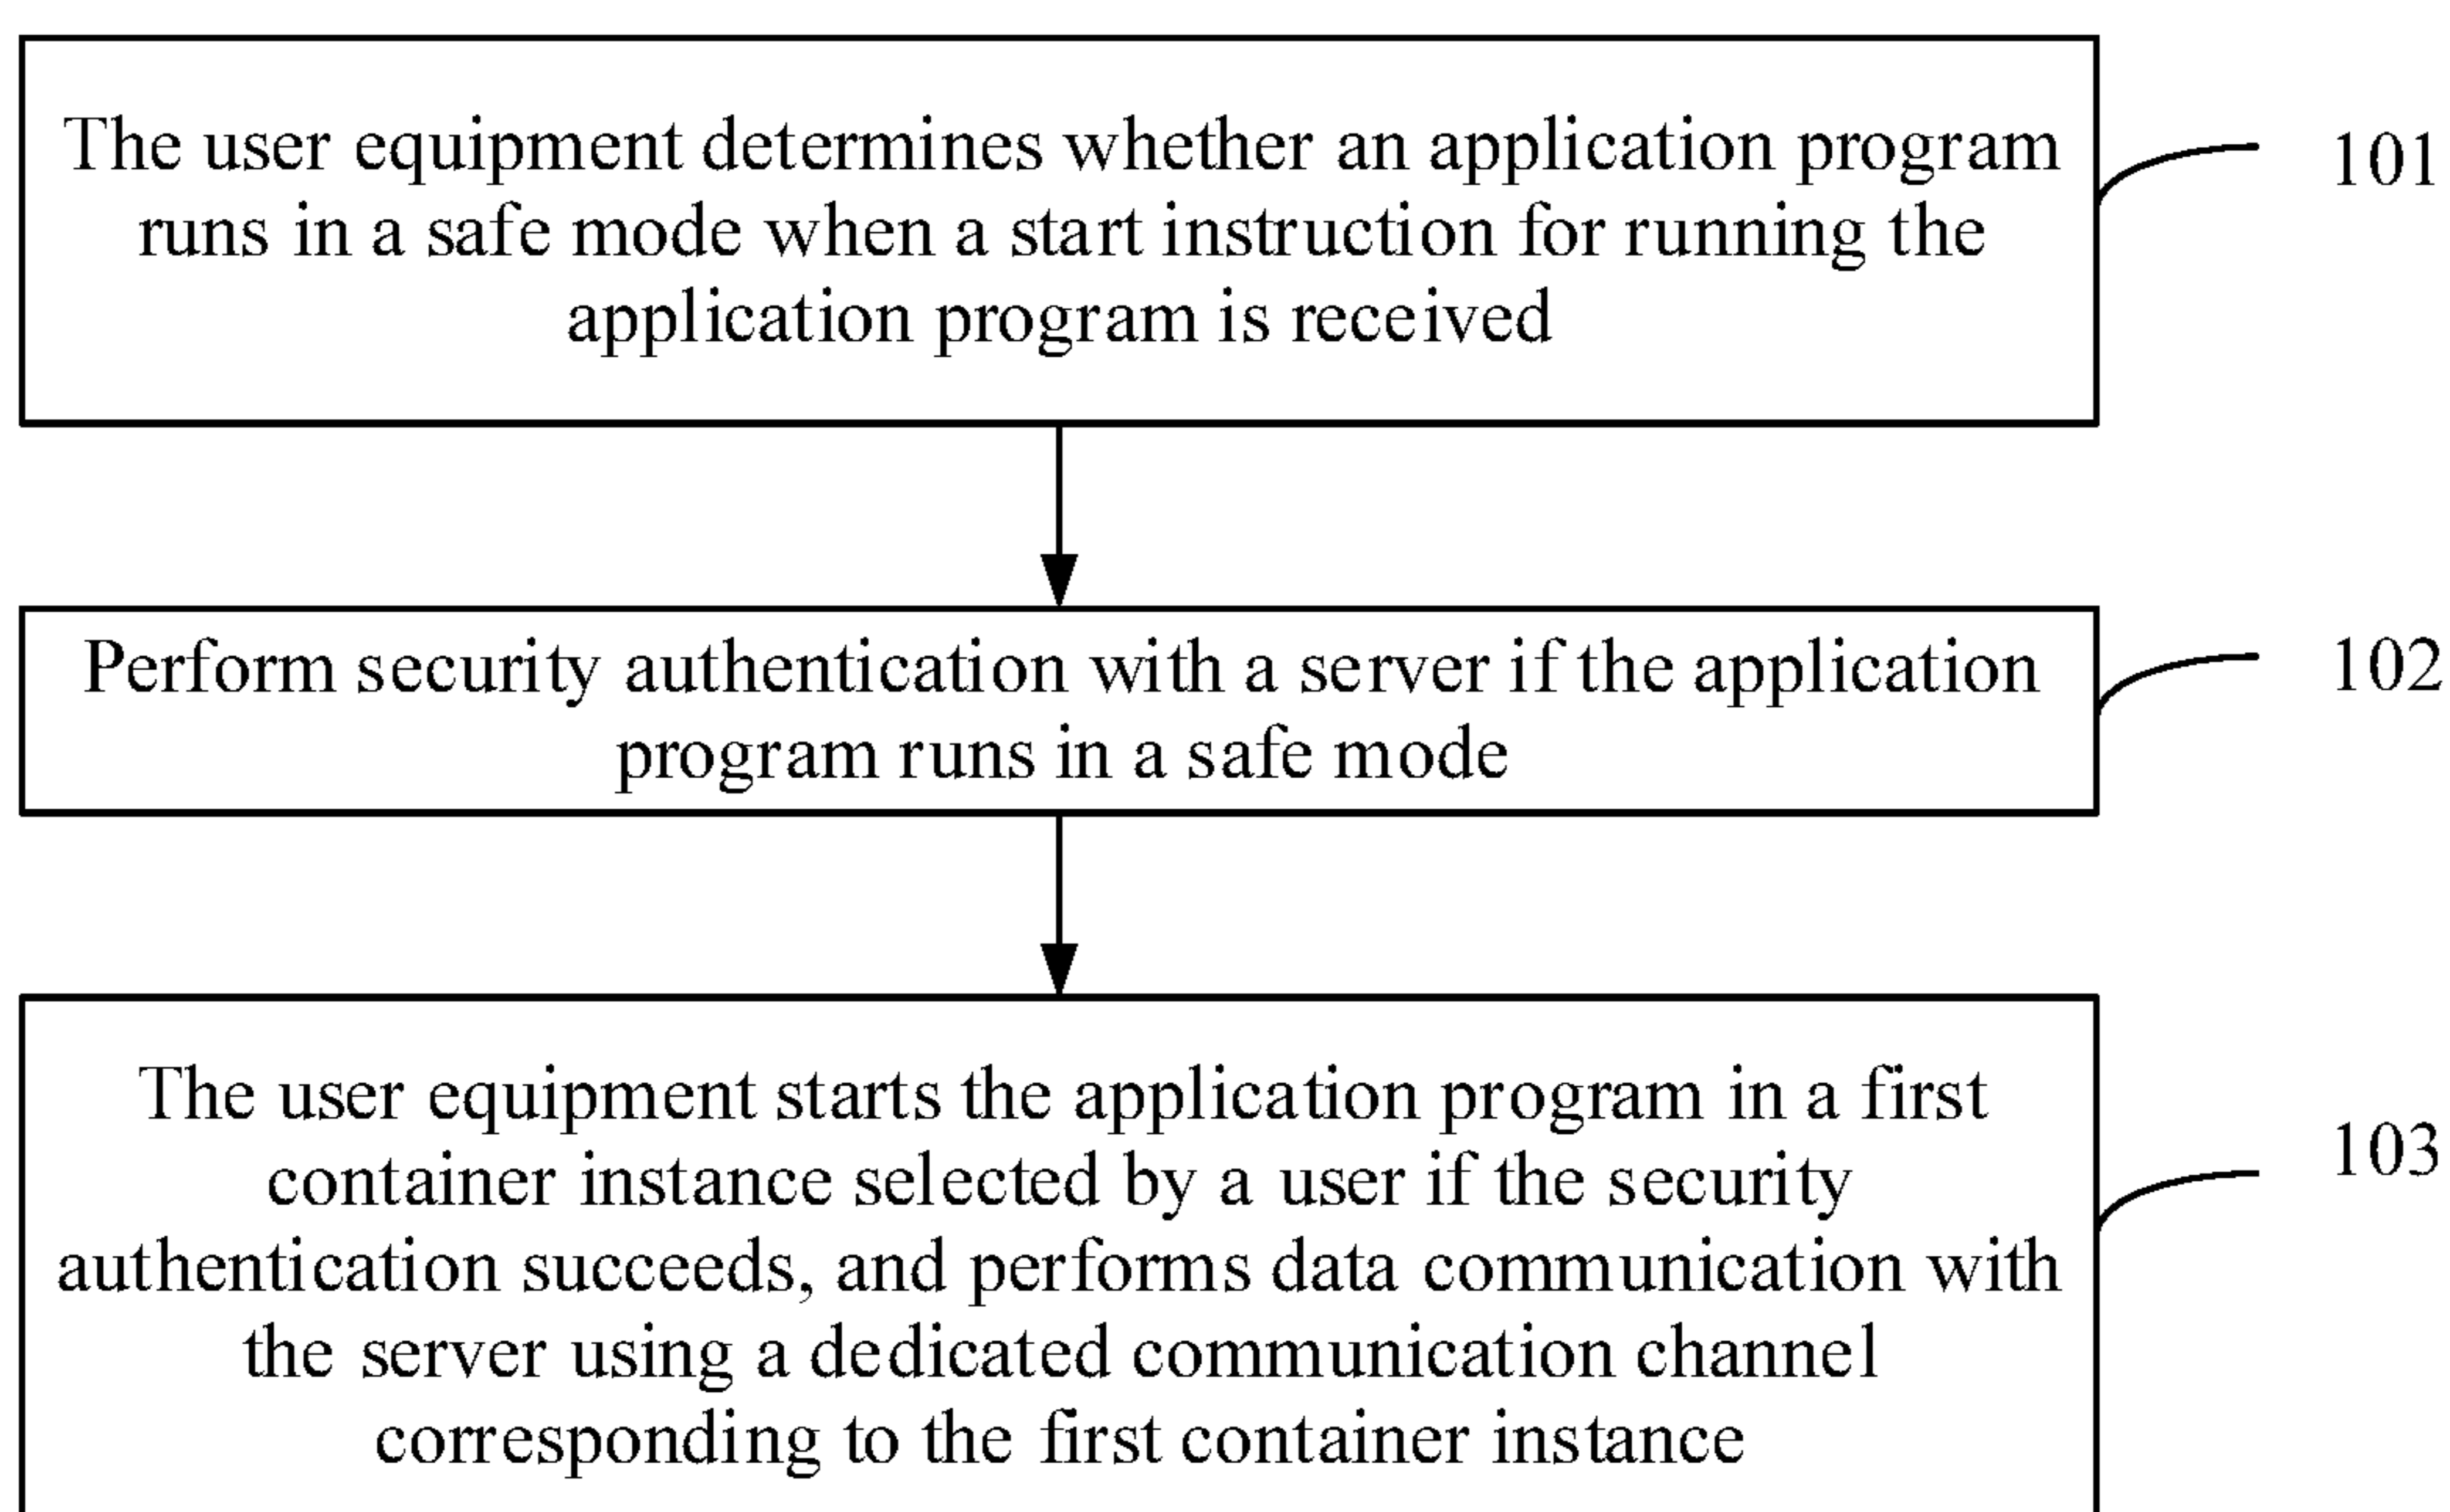 The user equipment determines whether an application program
runs in a safe mode when a start instruction for running the
application program is received
101
Perform security authentication with a server if the application
program runs in a safe mode
102
The user equipment starts the application program in a first
container instance selected by a user if the security
authentication succeeds, and performs data communication with
the server using a dedicated communication channel
corresponding to the first container instance
103